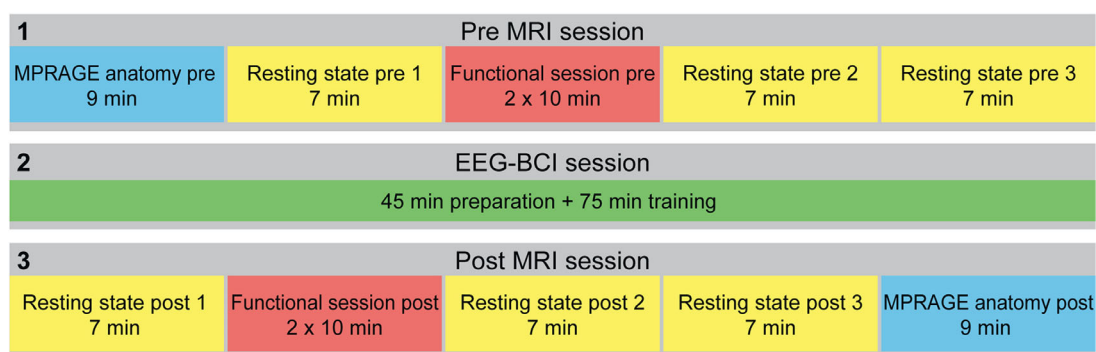 1
Pre MRI session
MPRAGE anatomy pre
9 min
Resting state pre 1
7 min
Functional session pre
2 x 10 min
Resting state pre 2
7 min
Resting state pre 3
7 min
2
EEG-BCI session
45 min preparation + 75 min training
3
Post MRI session
Resting state post 1
7 min
Functional session post
2 x 10 min
Resting state post 2
7 min
Resting state post 3
7 min
MPRAGE anatomy post
9 min